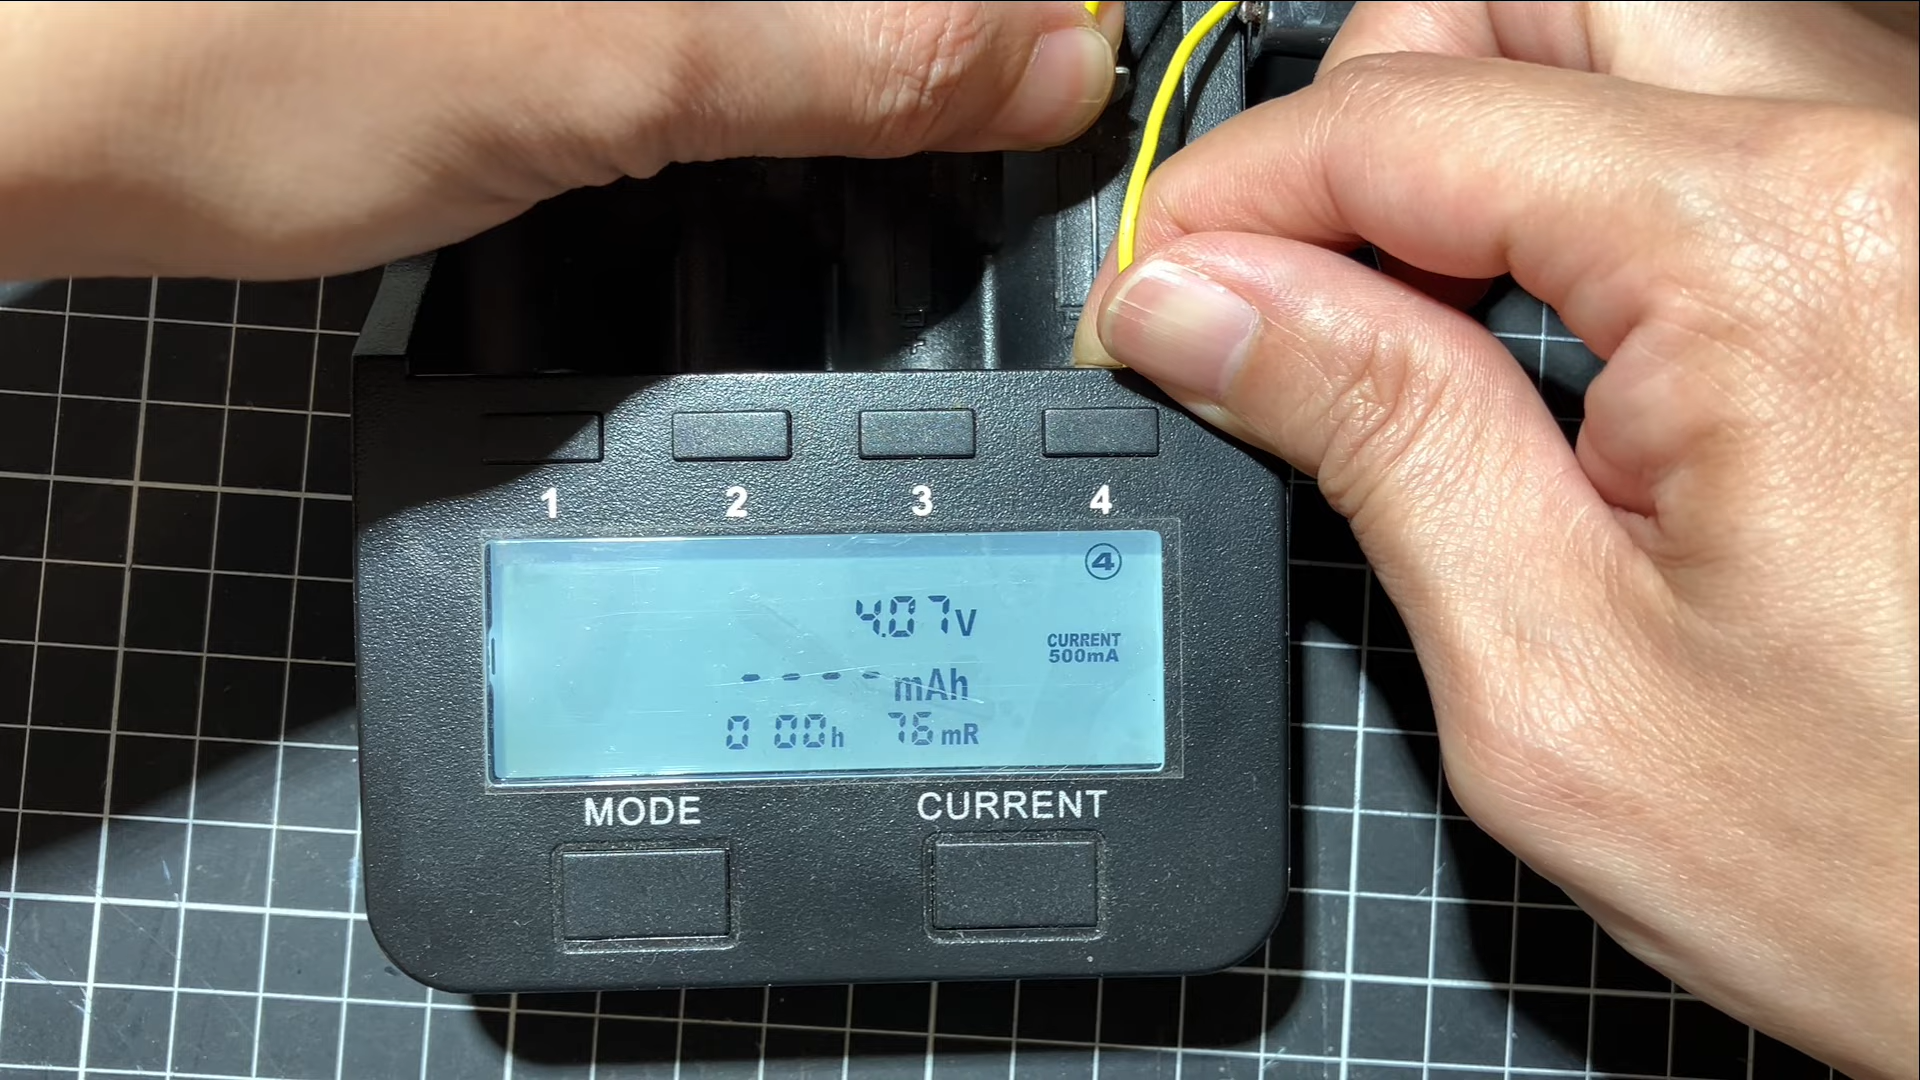 1 2 3 4
4
4.07V
CURRENT
500mA
----mAh
0 00h 76mR
MODE CURRENT